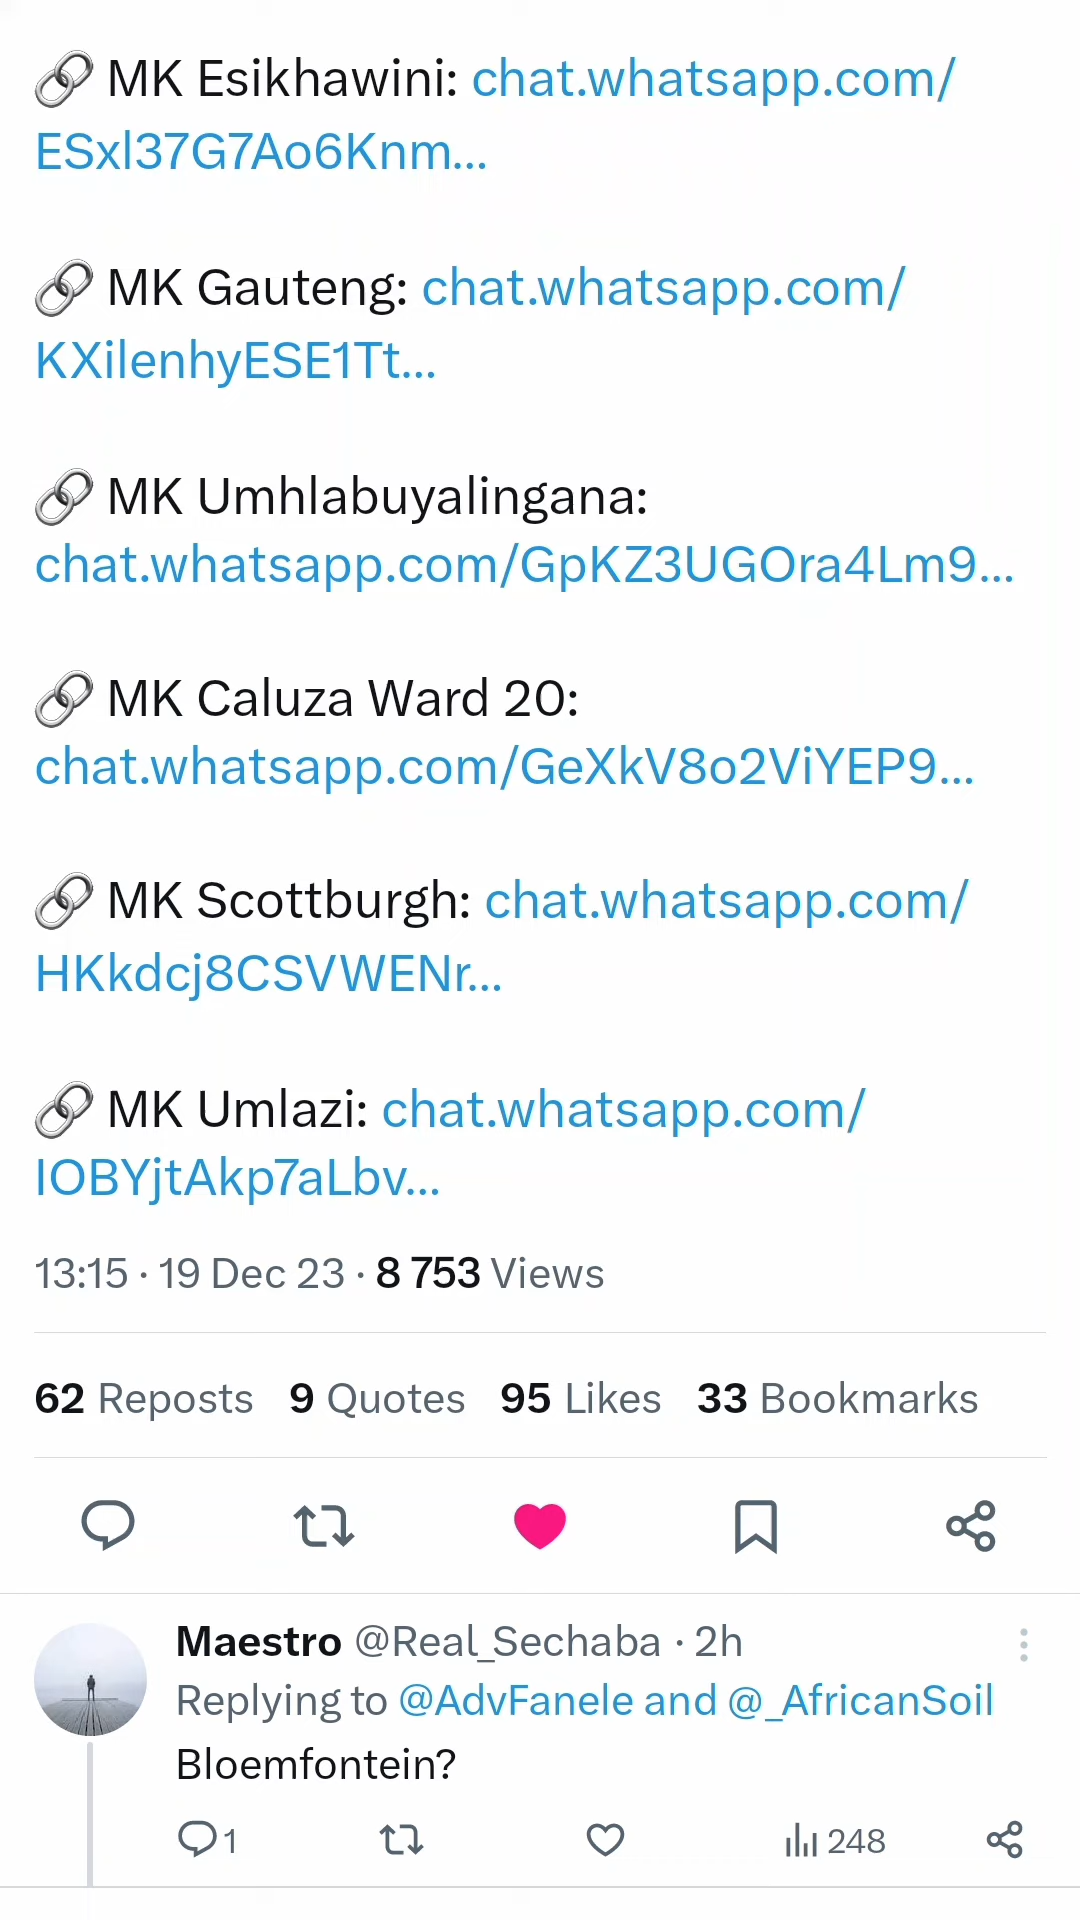 🔗 MK Esikhawini: chat.whatsapp.com/
ESxl37G7Ao6Knm...
🔗 MK Gauteng: chat.whatsapp.com/
KXilenhyESE1Tt...
🔗 MK Umhlabuyalingana:
chat.whatsapp.com/GpKZ3UGOra4Lm9...
🔗 MK Caluza Ward 20:
chat.whatsapp.com/GeXkV8o2ViYEP9...
🔗 MK Scottburgh: chat.whatsapp.com/
HKkdcj8CSVWENr...
🔗 MK Umlazi: chat.whatsapp.com/
IOBYjtAkp7aLbv...
13:15 · 19 Dec 23 · 8 753 Views
62 Reposts 9 Quotes 95 Likes 33 Bookmarks
Maestro @Real_Sechaba · 2h
Replying to @AdvFanele and @_AfricanSoil
Bloemfontein?
1 248